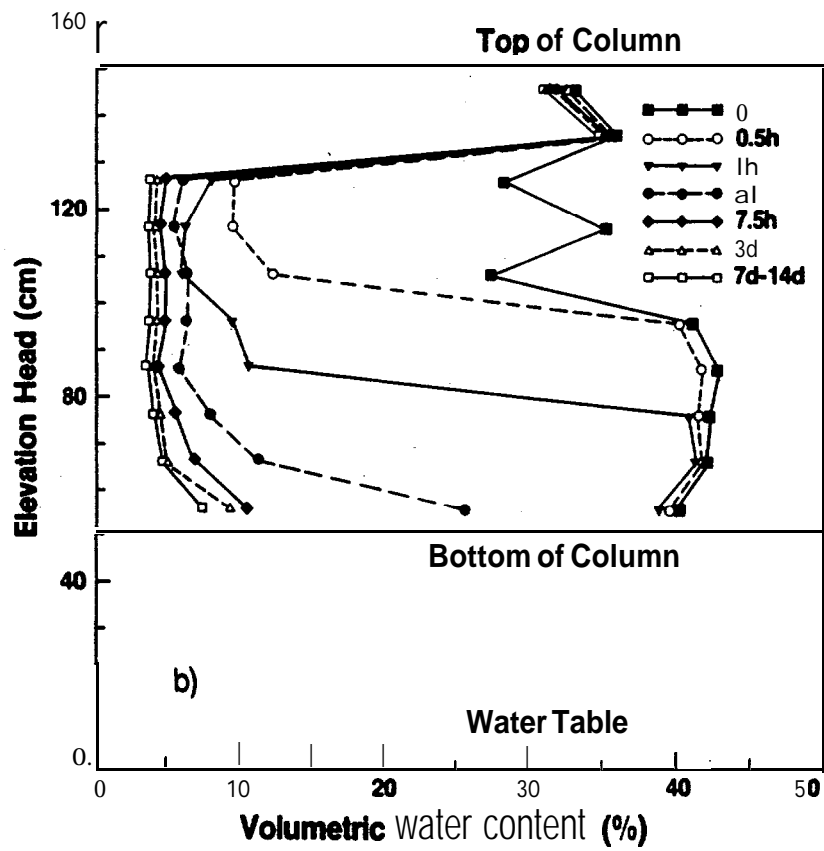 160
Top of Column
0
0.5h
1h
al
7.5h
3d
7d-14d
120
80
40
0.
Elevation Head (cm)
Bottom of Column
b)
Water Table
0
10
20
30
40
50
Volumetric water content (%)